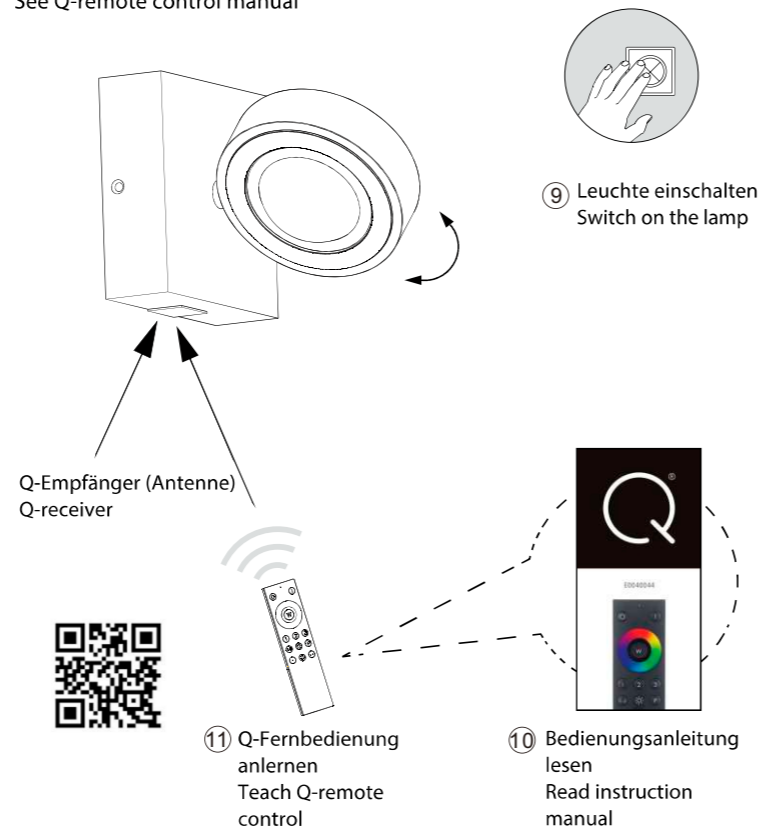 See Q-remote control manual
⑨ Leuchte einschalten
Switch on the lamp
Q-Empfänger (Antenne)
Q-receiver
Q®
E0040044
⑪ Q-Fernbedienung
anlernen
Teach Q-remote
control
⑩ Bedienungsanleitung
lesen
Read instruction
manual